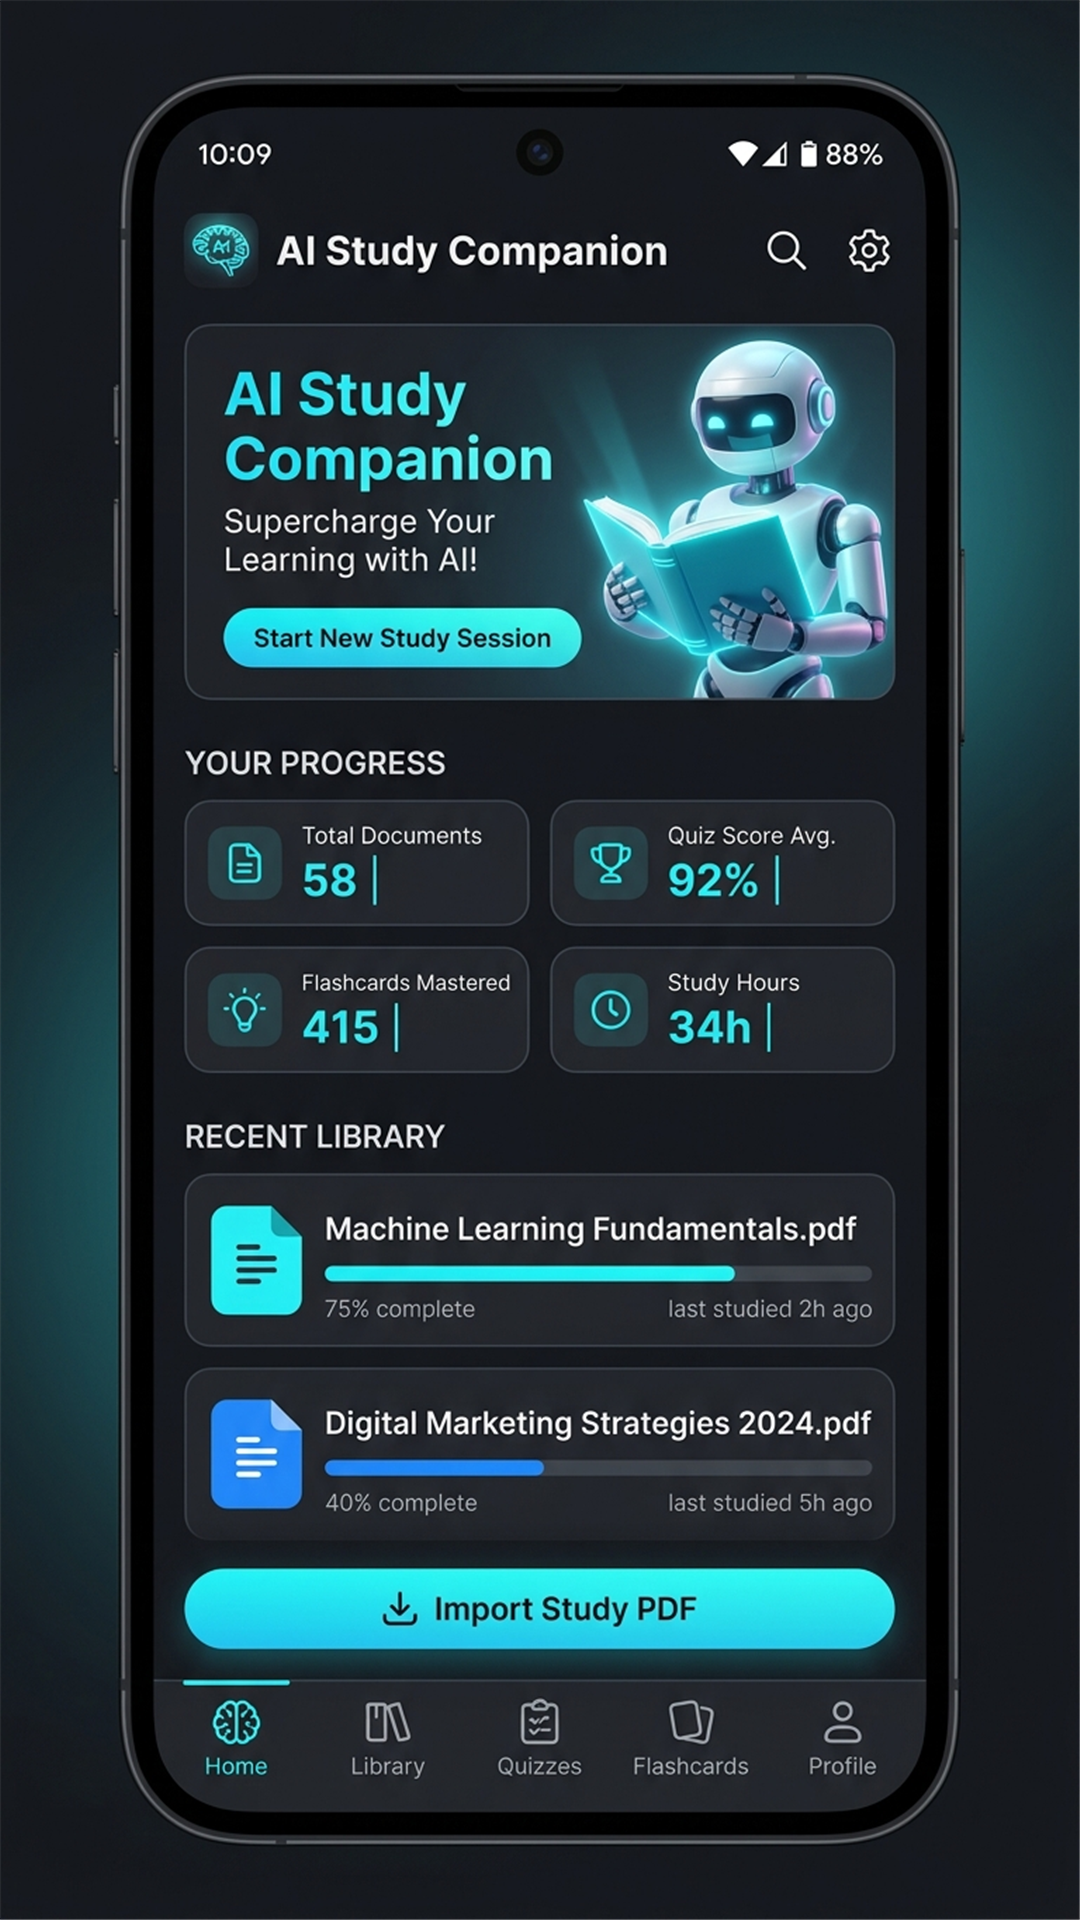 10:09
88%
AI
AI Study Companion
AI Study
Companion
Supercharge Your
Learning with AI!
Start New Study Session
YOUR PROGRESS
Total Documents
58
Quiz Score Avg.
92%
Flashcards Mastered
415
Study Hours
34h
RECENT LIBRARY
Machine Learning Fundamentals.pdf
75% complete
last studied 2h ago
Digital Marketing Strategies 2024.pdf
40% complete
last studied 5h ago
Import Study PDF
Home
Library
Quizzes
Flashcards
Profile